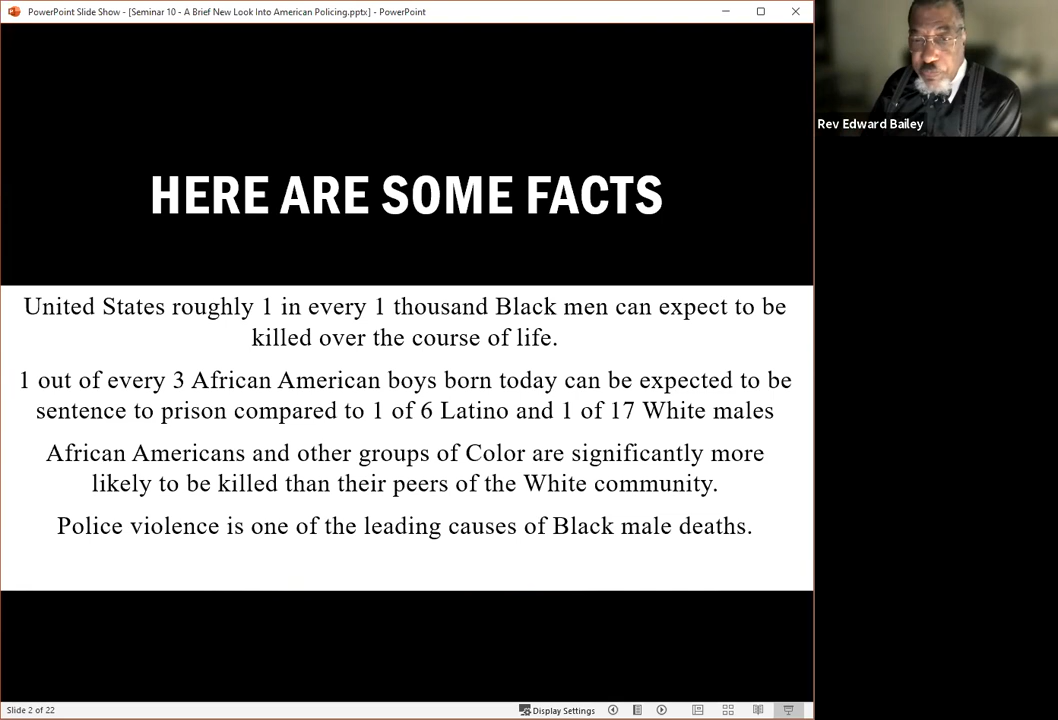 PowerPoint Slide Show - [Seminar 10 - A Brief New Look Into American Policing.pptx] - PowerPoint
Rev Edward Bailey
HERE ARE SOME FACTS
United States roughly 1 in every 1 thousand Black men can expect to be
killed over the course of life.
1 out of every 3 African American boys born today can be expected to be
sentence to prison compared to 1 of 6 Latino and 1 of 17 White males
African Americans and other groups of Color are significantly more
likely to be killed than their peers of the White community.
Police violence is one of the leading causes of Black male deaths.
Slide 2 of 22
Display Settings